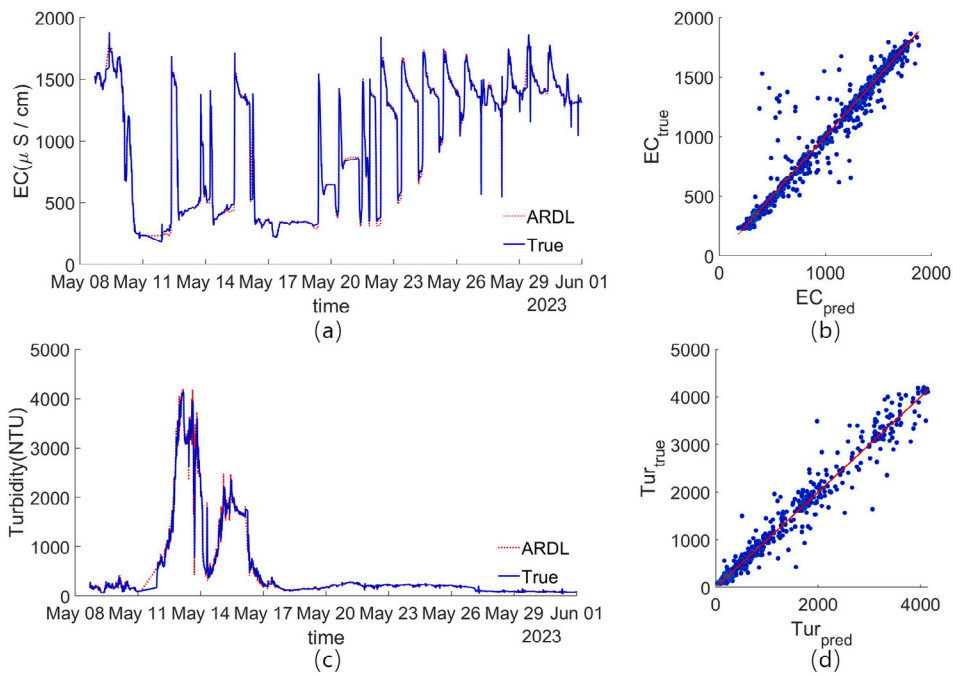 2000
1500
1000
500
0
EC(μ S / cm)
ARDL
True
May 08 May 11 May 14 May 17 May 20 May 23 May 26 May 29 Jun 01
time 2023
(a)
2000
1500
1000
500
0
EC_true
0 1000 2000
EC_pred
(b)
5000
4000
3000
2000
1000
0
Turbidity(NTU)
ARDL
True
May 08 May 11 May 14 May 17 May 20 May 23 May 26 May 29 Jun 01
time 2023
(c)
5000
4000
3000
2000
1000
0
Tur_true
0 2000 4000
Tur_pred
(d)